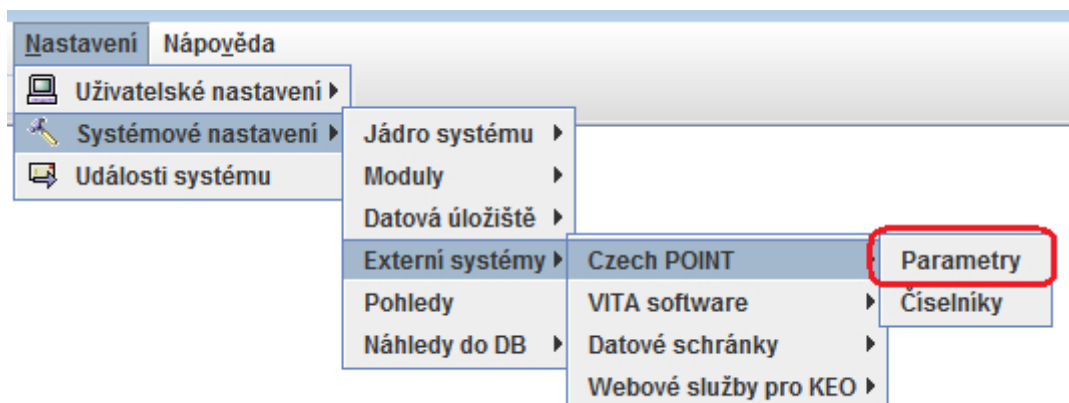 Nastavení Nápověda
Uživatelské nastavení
Systémové nastavení
Události systému
Jádro systému
Moduly
Datová úložiště
Externí systémy
Pohledy
Náhledy do DB
Czech POINT
VITA software
Datové schránky
Webové služby pro KEO
Parametry
Číselníky